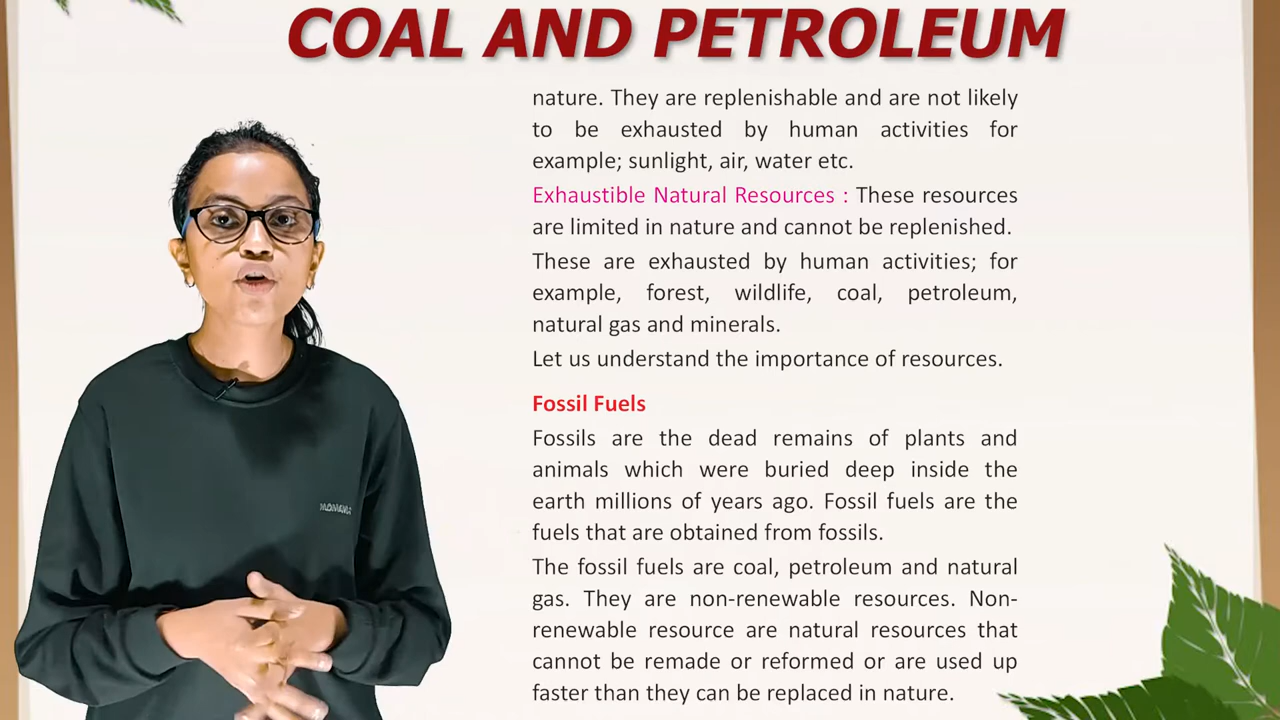 COAL AND PETROLEUM
nature. They are replenishable and are not likely
to be exhausted by human activities for
example; sunlight, air, water etc.
Exhaustible Natural Resources : These resources
are limited in nature and cannot be replenished.
These are exhausted by human activities; for
example, forest, wildlife, coal, petroleum,
natural gas and minerals.
Let us understand the importance of resources.
Fossil Fuels
Fossils are the dead remains of plants and
animals which were buried deep inside the
earth millions of years ago. Fossil fuels are the
fuels that are obtained from fossils.
The fossil fuels are coal, petroleum and natural
gas. They are non-renewable resources. Non-
renewable resource are natural resources that
cannot be remade or reformed or are used up
faster than they can be replaced in nature.